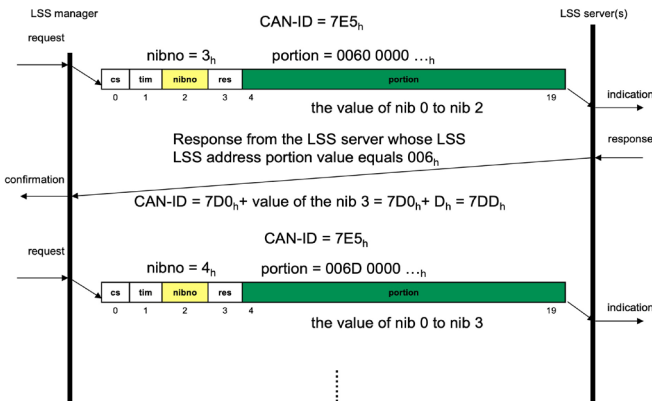 LSS manager
LSS server(s)
CAN-ID = 7E5h
request
nibno = 3h
portion = 0060 0000 …h
cs tim nibno res portion
0 1 2 3 4 19
indication
the value of nib 0 to nib 2
Response from the LSS server whose LSS
LSS address portion value equals 006h
response
confirmation
CAN-ID = 7D0h+ value of the nib 3 = 7D0h+ Dh = 7DDh
CAN-ID = 7E5h
request
nibno = 4h
portion = 006D 0000 …h
cs tim nibno res portion
0 1 2 3 4 19
indication
the value of nib 0 to nib 3